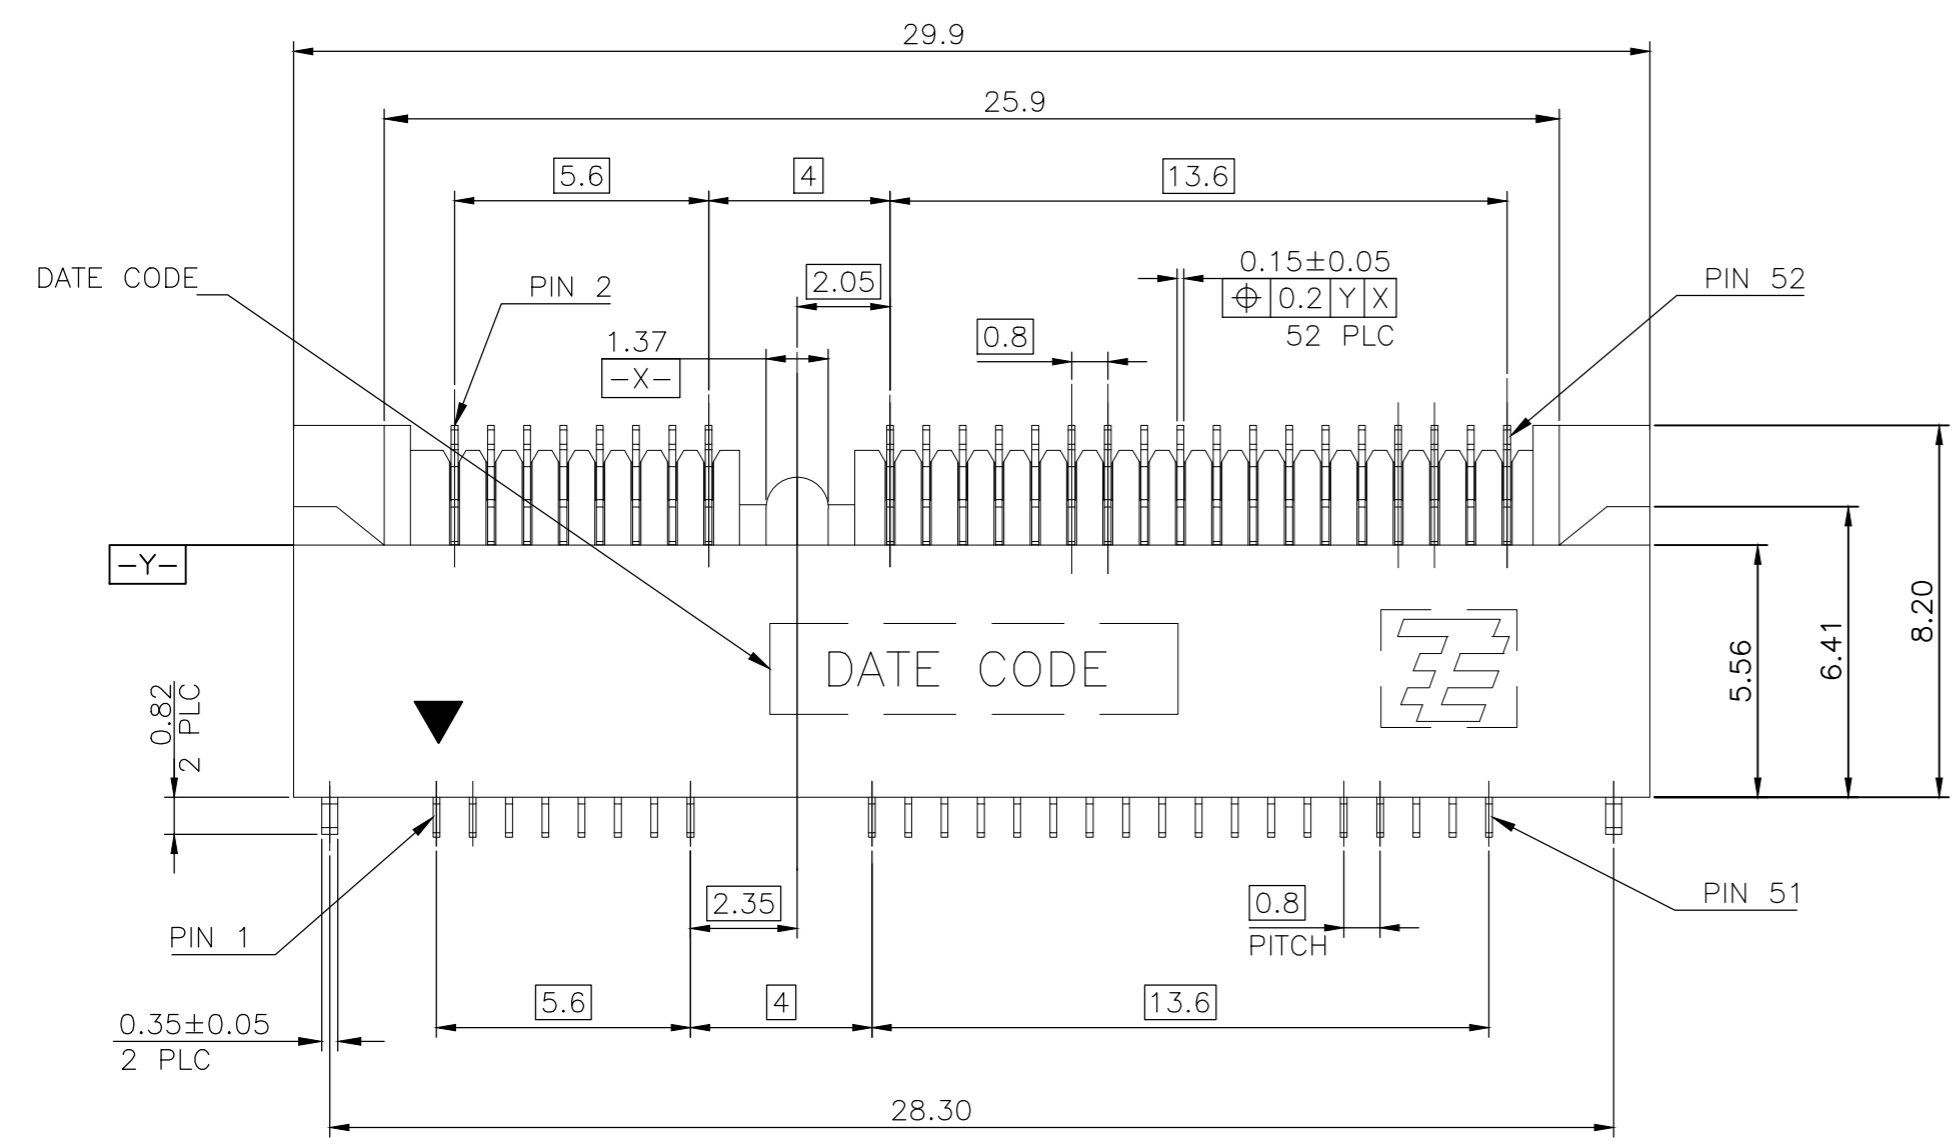 29.9
25.9
5.6
4
13.6
DATE CODE
PIN 2
2.05
0.15±0.05
0.2 Y X
52 PLC
PIN 52
1.37
-X-
0.8
-Y-
DATE CODE
5.56
6.41
8.20
0.82
2 PLC
PIN 1
2.35
0.8
PITCH
PIN 51
0.35±0.05
2 PLC
5.6
4
13.6
28.30